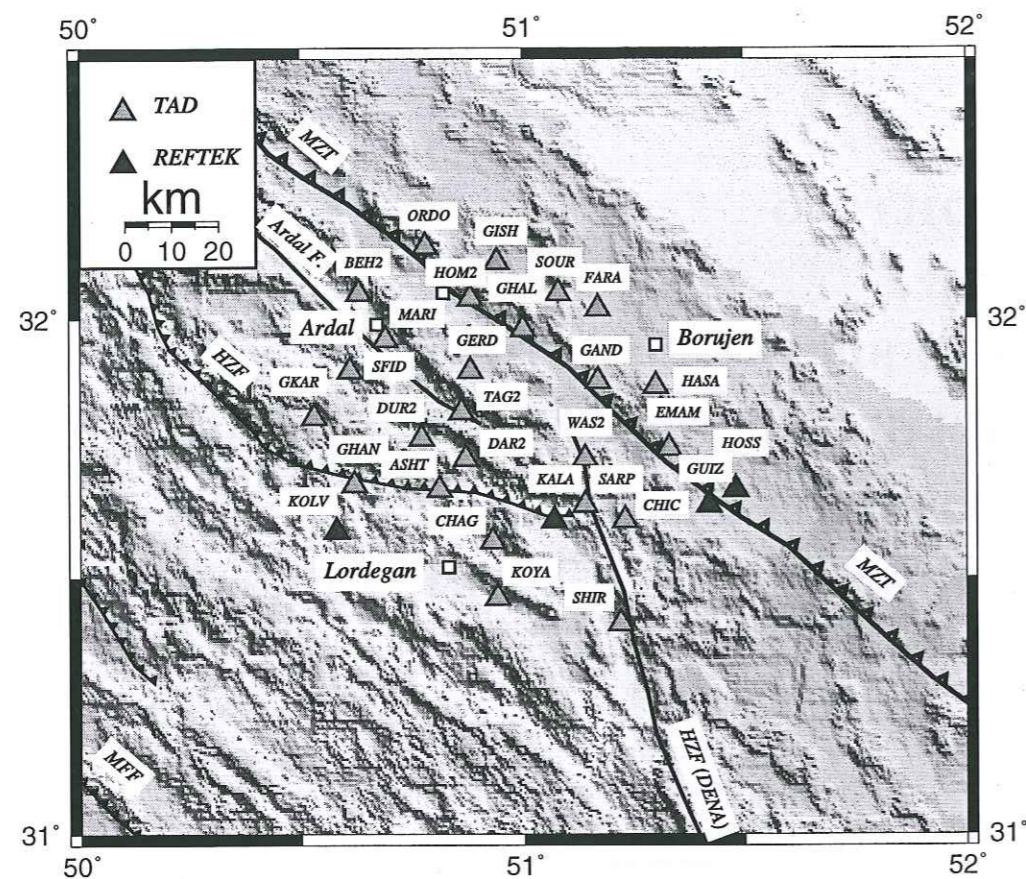 50° 51° 52°
TAD
REFTEK
km
0 10 20
MZT
Ardal F.
ORDO
GISH
BEH2
HOM2
SOUR
GHAL
FARA
32° 32°
Ardal
MARI
Borujen
HZF
SFID
GERD
GAND
HASA
GKAR
DUR2
TAG2
EMAM
WAS2
GHAN
ASHT
DAR2
HOSS
GUIZ
KALA
SARP
KOLV
CHAG
CHIC
Lordegan
KOYA
SHIR
MZT
MFF
HZF (DENA)
31° 31°
50° 51° 52°